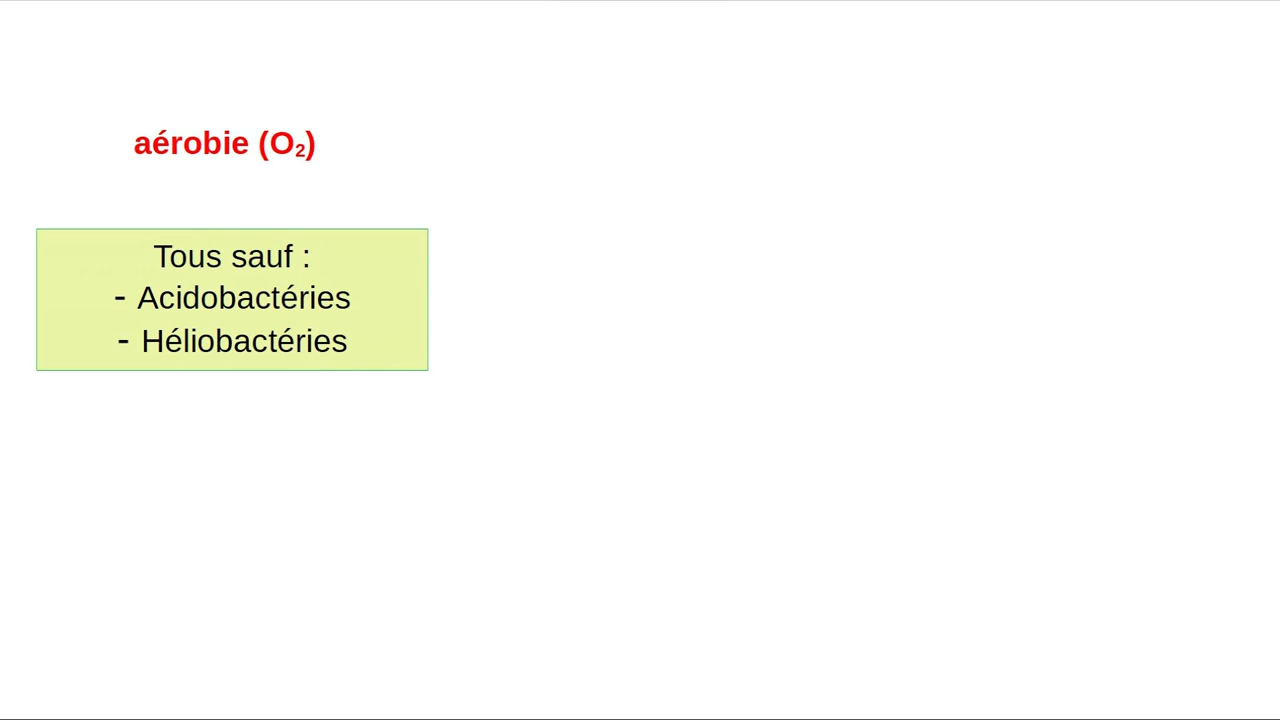 aérobie (O₂)
Tous sauf :
- Acidobactéries
- Héliobactéries